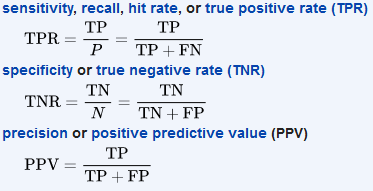 sensitivity, recall, hit rate, or true positive rate (TPR)
TPR = TP / P = TP / (TP + FN)
specificity or true negative rate (TNR)
TNR = TN / N = TN / (TN + FP)
precision or positive predictive value (PPV)
PPV = TP / (TP + FP)